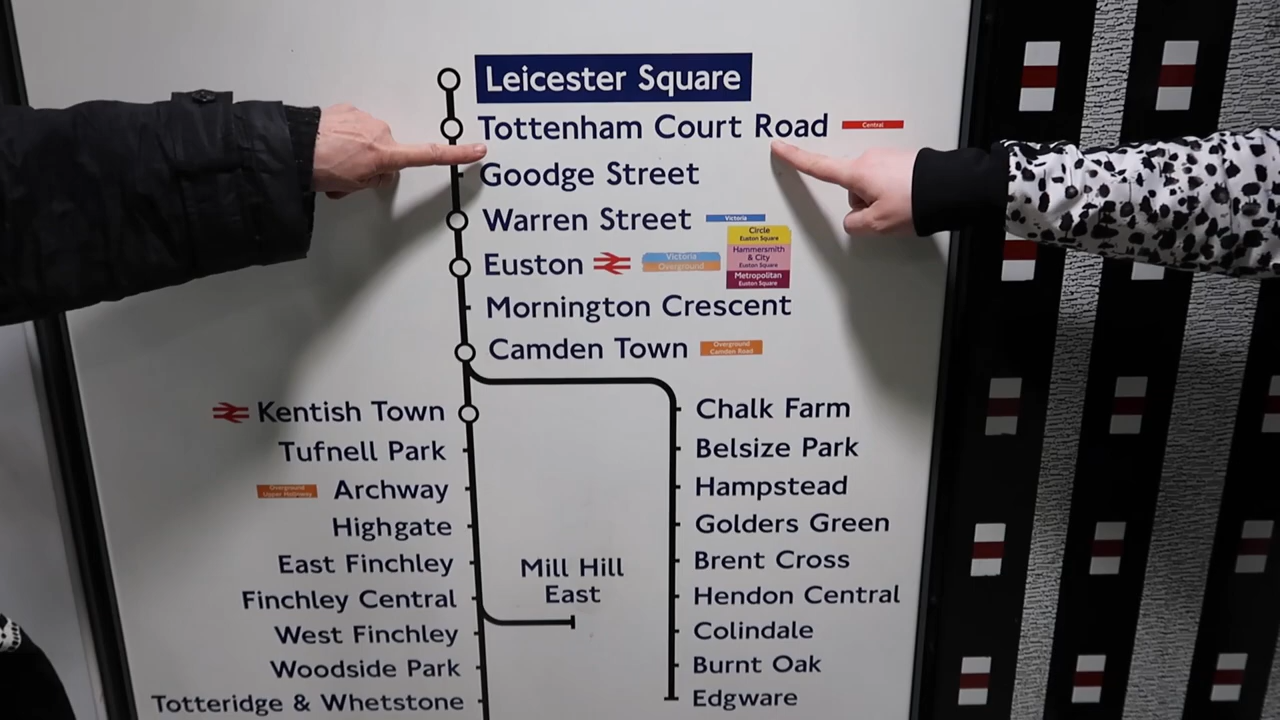 Leicester Square
Tottenham Court Road Central
Goodge Street
Warren Street Victoria
Euston Victoria Overground
Circle
Euston Square
Hammersmith
& City
Euston Square
Metropolitan
Euston Square
Mornington Crescent
Camden Town Overground
Camden Road
Kentish Town
Tufnell Park
Overground
Upper Holloway
Archway
Highgate
East Finchley
Finchley Central
West Finchley
Woodside Park
Totteridge & Whetstone
Mill Hill
East
Chalk Farm
Belsize Park
Hampstead
Golders Green
Brent Cross
Hendon Central
Colindale
Burnt Oak
Edgware